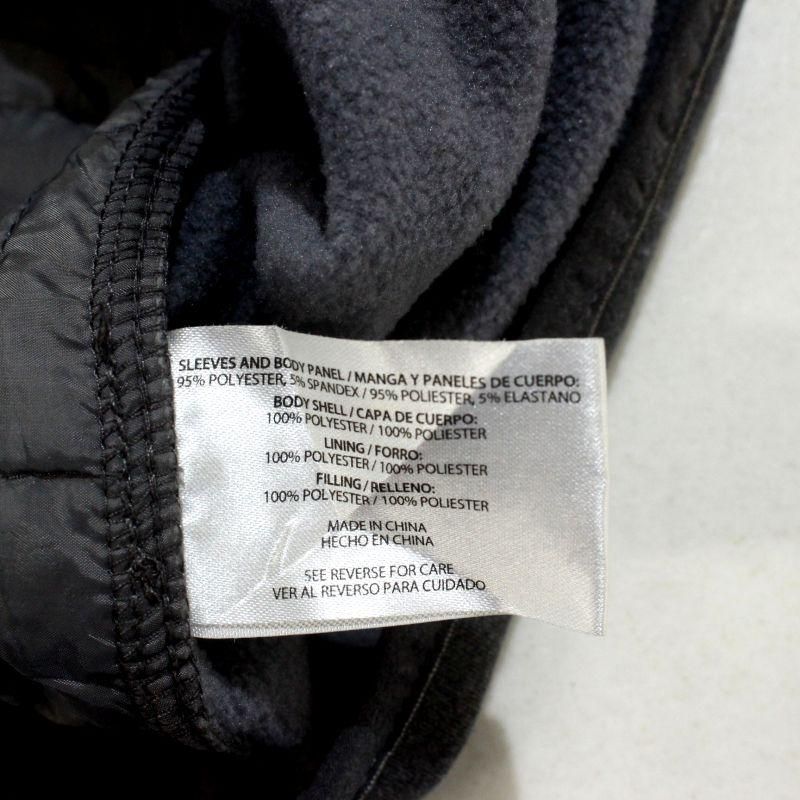 SLEEVES AND BODY PANEL / MANGA Y PANELES DE CUERPO:
95% POLYESTER, 5% SPANDEX / 95% POLIESTER, 5% ELASTANO
BODY SHELL / CAPA DE CUERPO:
100% POLYESTER / 100% POLIESTER
LINING / FORRO:
100% POLYESTER / 100% POLIESTER
FILLING / RELLENO:
100% POLYESTER / 100% POLIESTER
MADE IN CHINA
HECHO EN CHINA
SEE REVERSE FOR CARE
VER AL REVERSO PARA CUIDADO